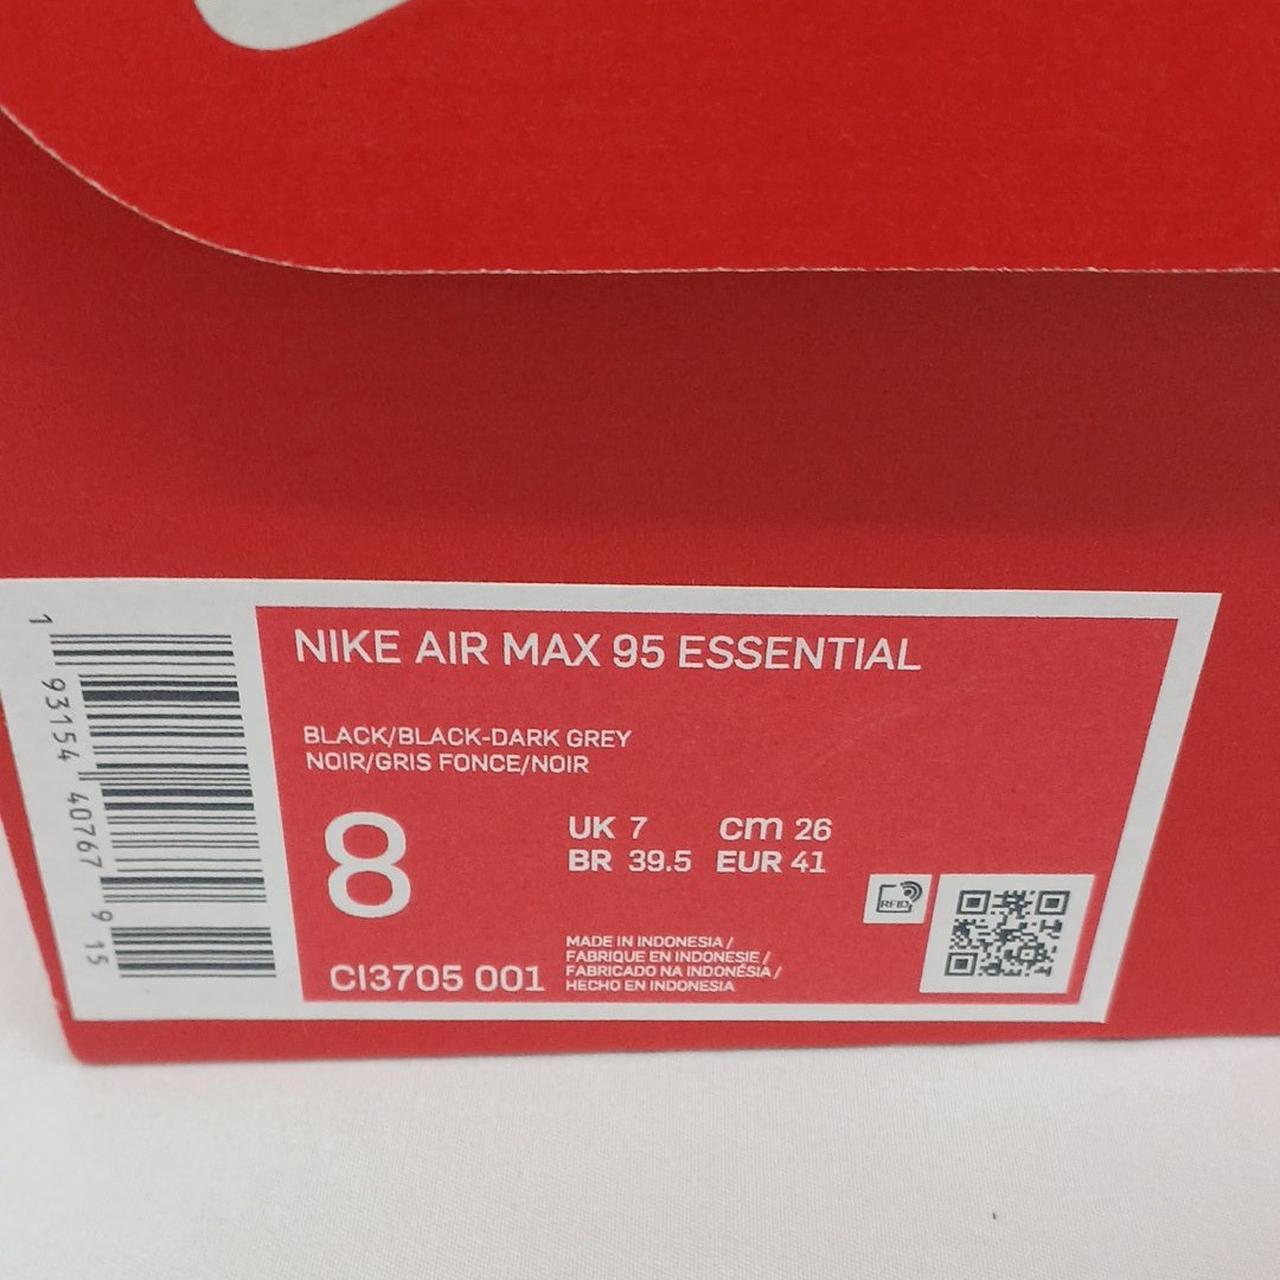 NIKE AIR MAX 95 ESSENTIAL
BLACK/BLACK-DARK GREY
NOIR/GRIS FONCE/NOIR
8
UK 7 cm 26
BR 39.5 EUR 41
CI3705 001
MADE IN INDONESIA /
FABRIQUE EN INDONESIE /
FABRICADO NA INDONÉSIA /
HECHO EN INDONESIA
RFID
1 93154 40767 9 15